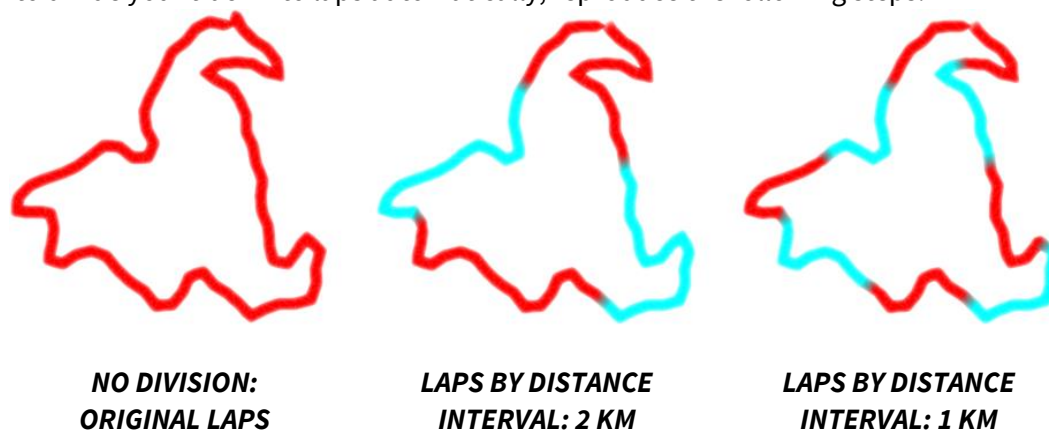 NO DIVISION:
ORIGINAL LAPS
LAPS BY DISTANCE
INTERVAL: 2 KM
LAPS BY DISTANCE
INTERVAL: 1 KM